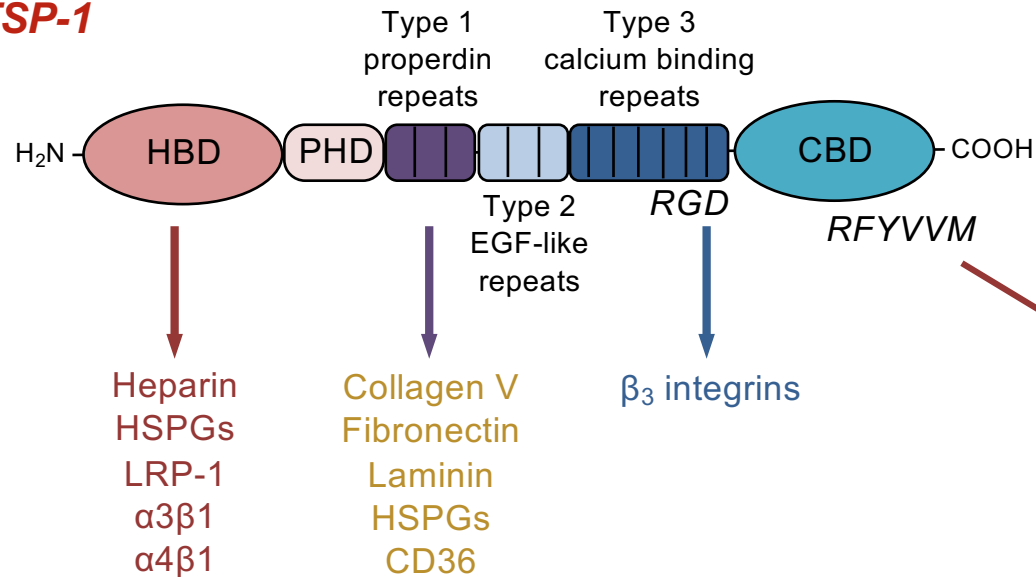 TSP-1
Type 1
properdin
repeats
Type 3
calcium binding
repeats
H₂N
HBD
PHD
CBD
COOH
Type 2
EGF-like
repeats
RGD
RFYVVM
Heparin
HSPGs
LRP-1
α3β1
α4β1
Collagen V
Fibronectin
Laminin
HSPGs
CD36
β₃ integrins